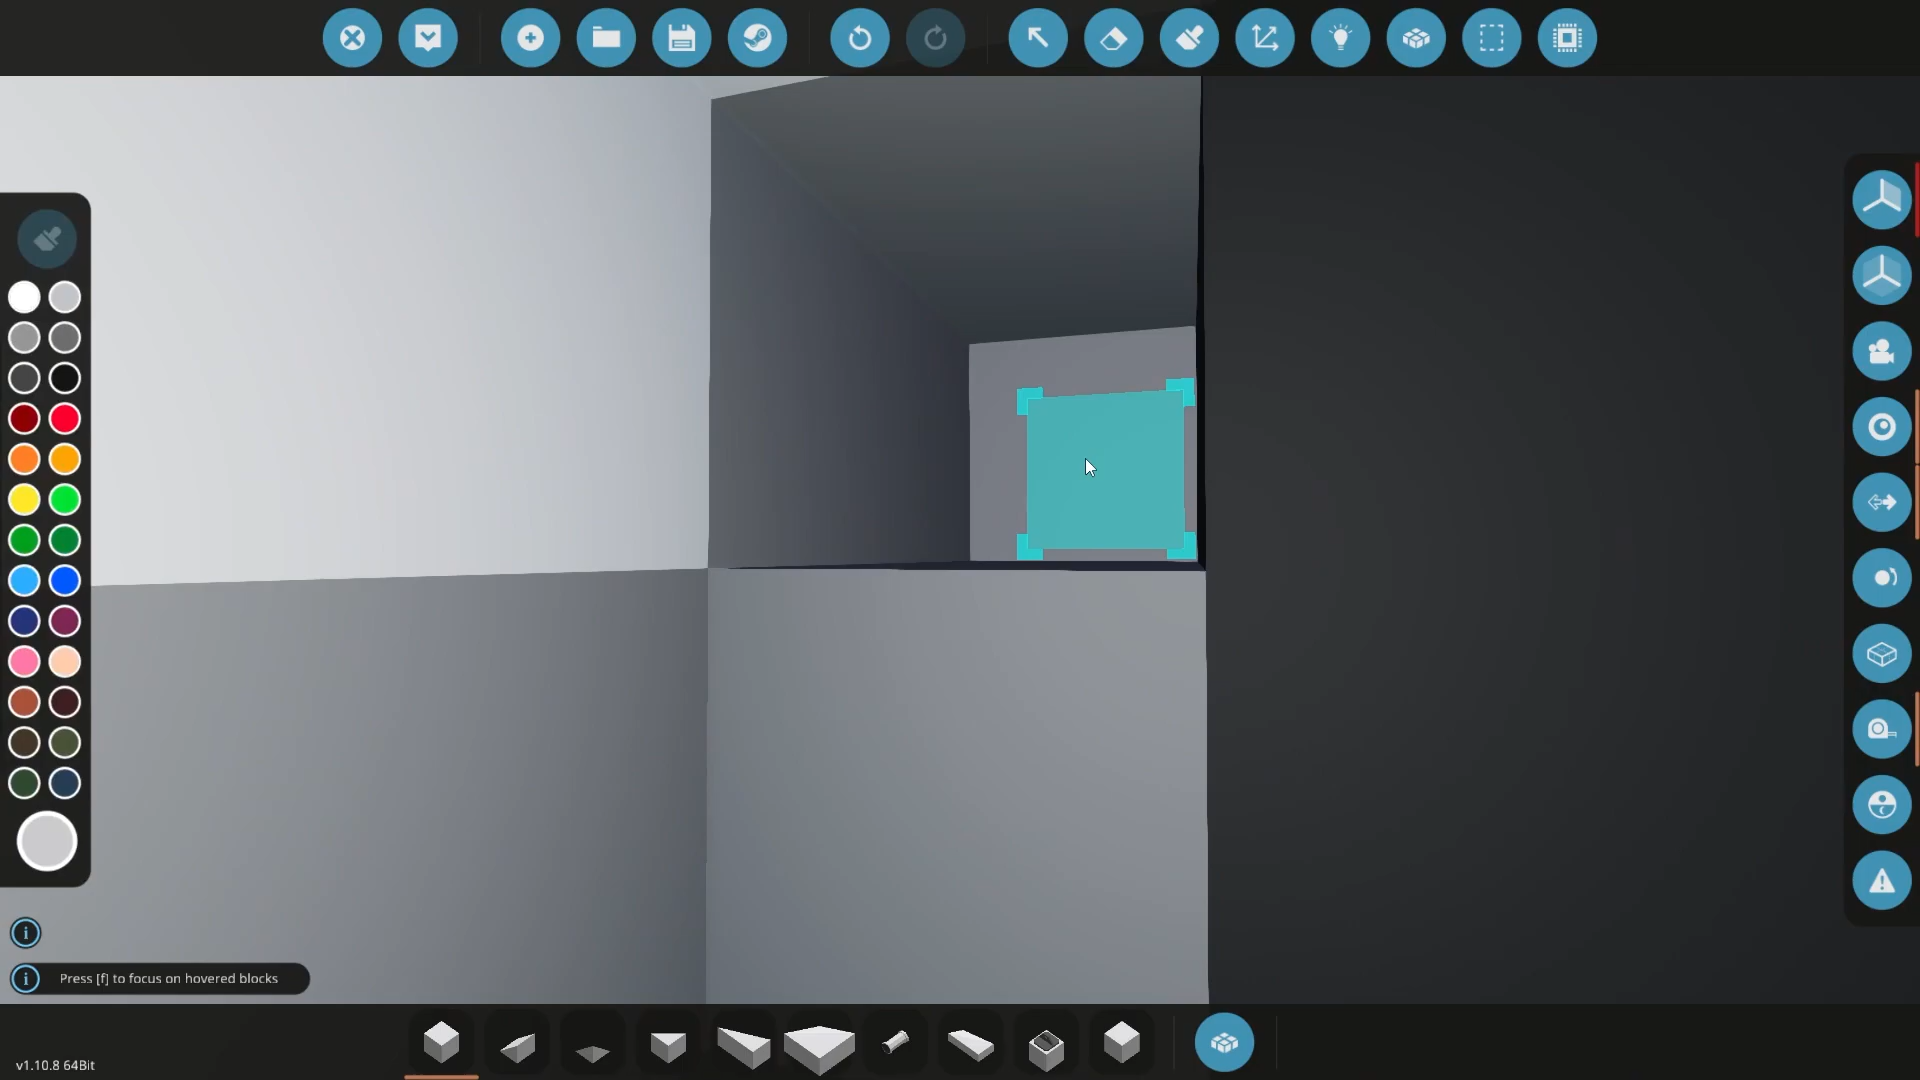 Press [f] to focus on hovered blocks
v1.10.8 64Bit